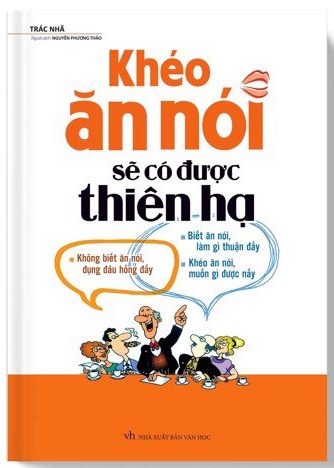 TRÁC NHÃ
Người dịch: NGUYỄN PHƯƠNG THẢO
Khéo
ăn nói
sẽ có được
thiên hạ
Biết ăn nói,
làm gì thuận đấy
Không biết ăn nói,
đụng đâu hỏng đấy
Khéo ăn nói,
muốn gì được nấy
vh NHÀ XUẤT BẢN VĂN HỌC